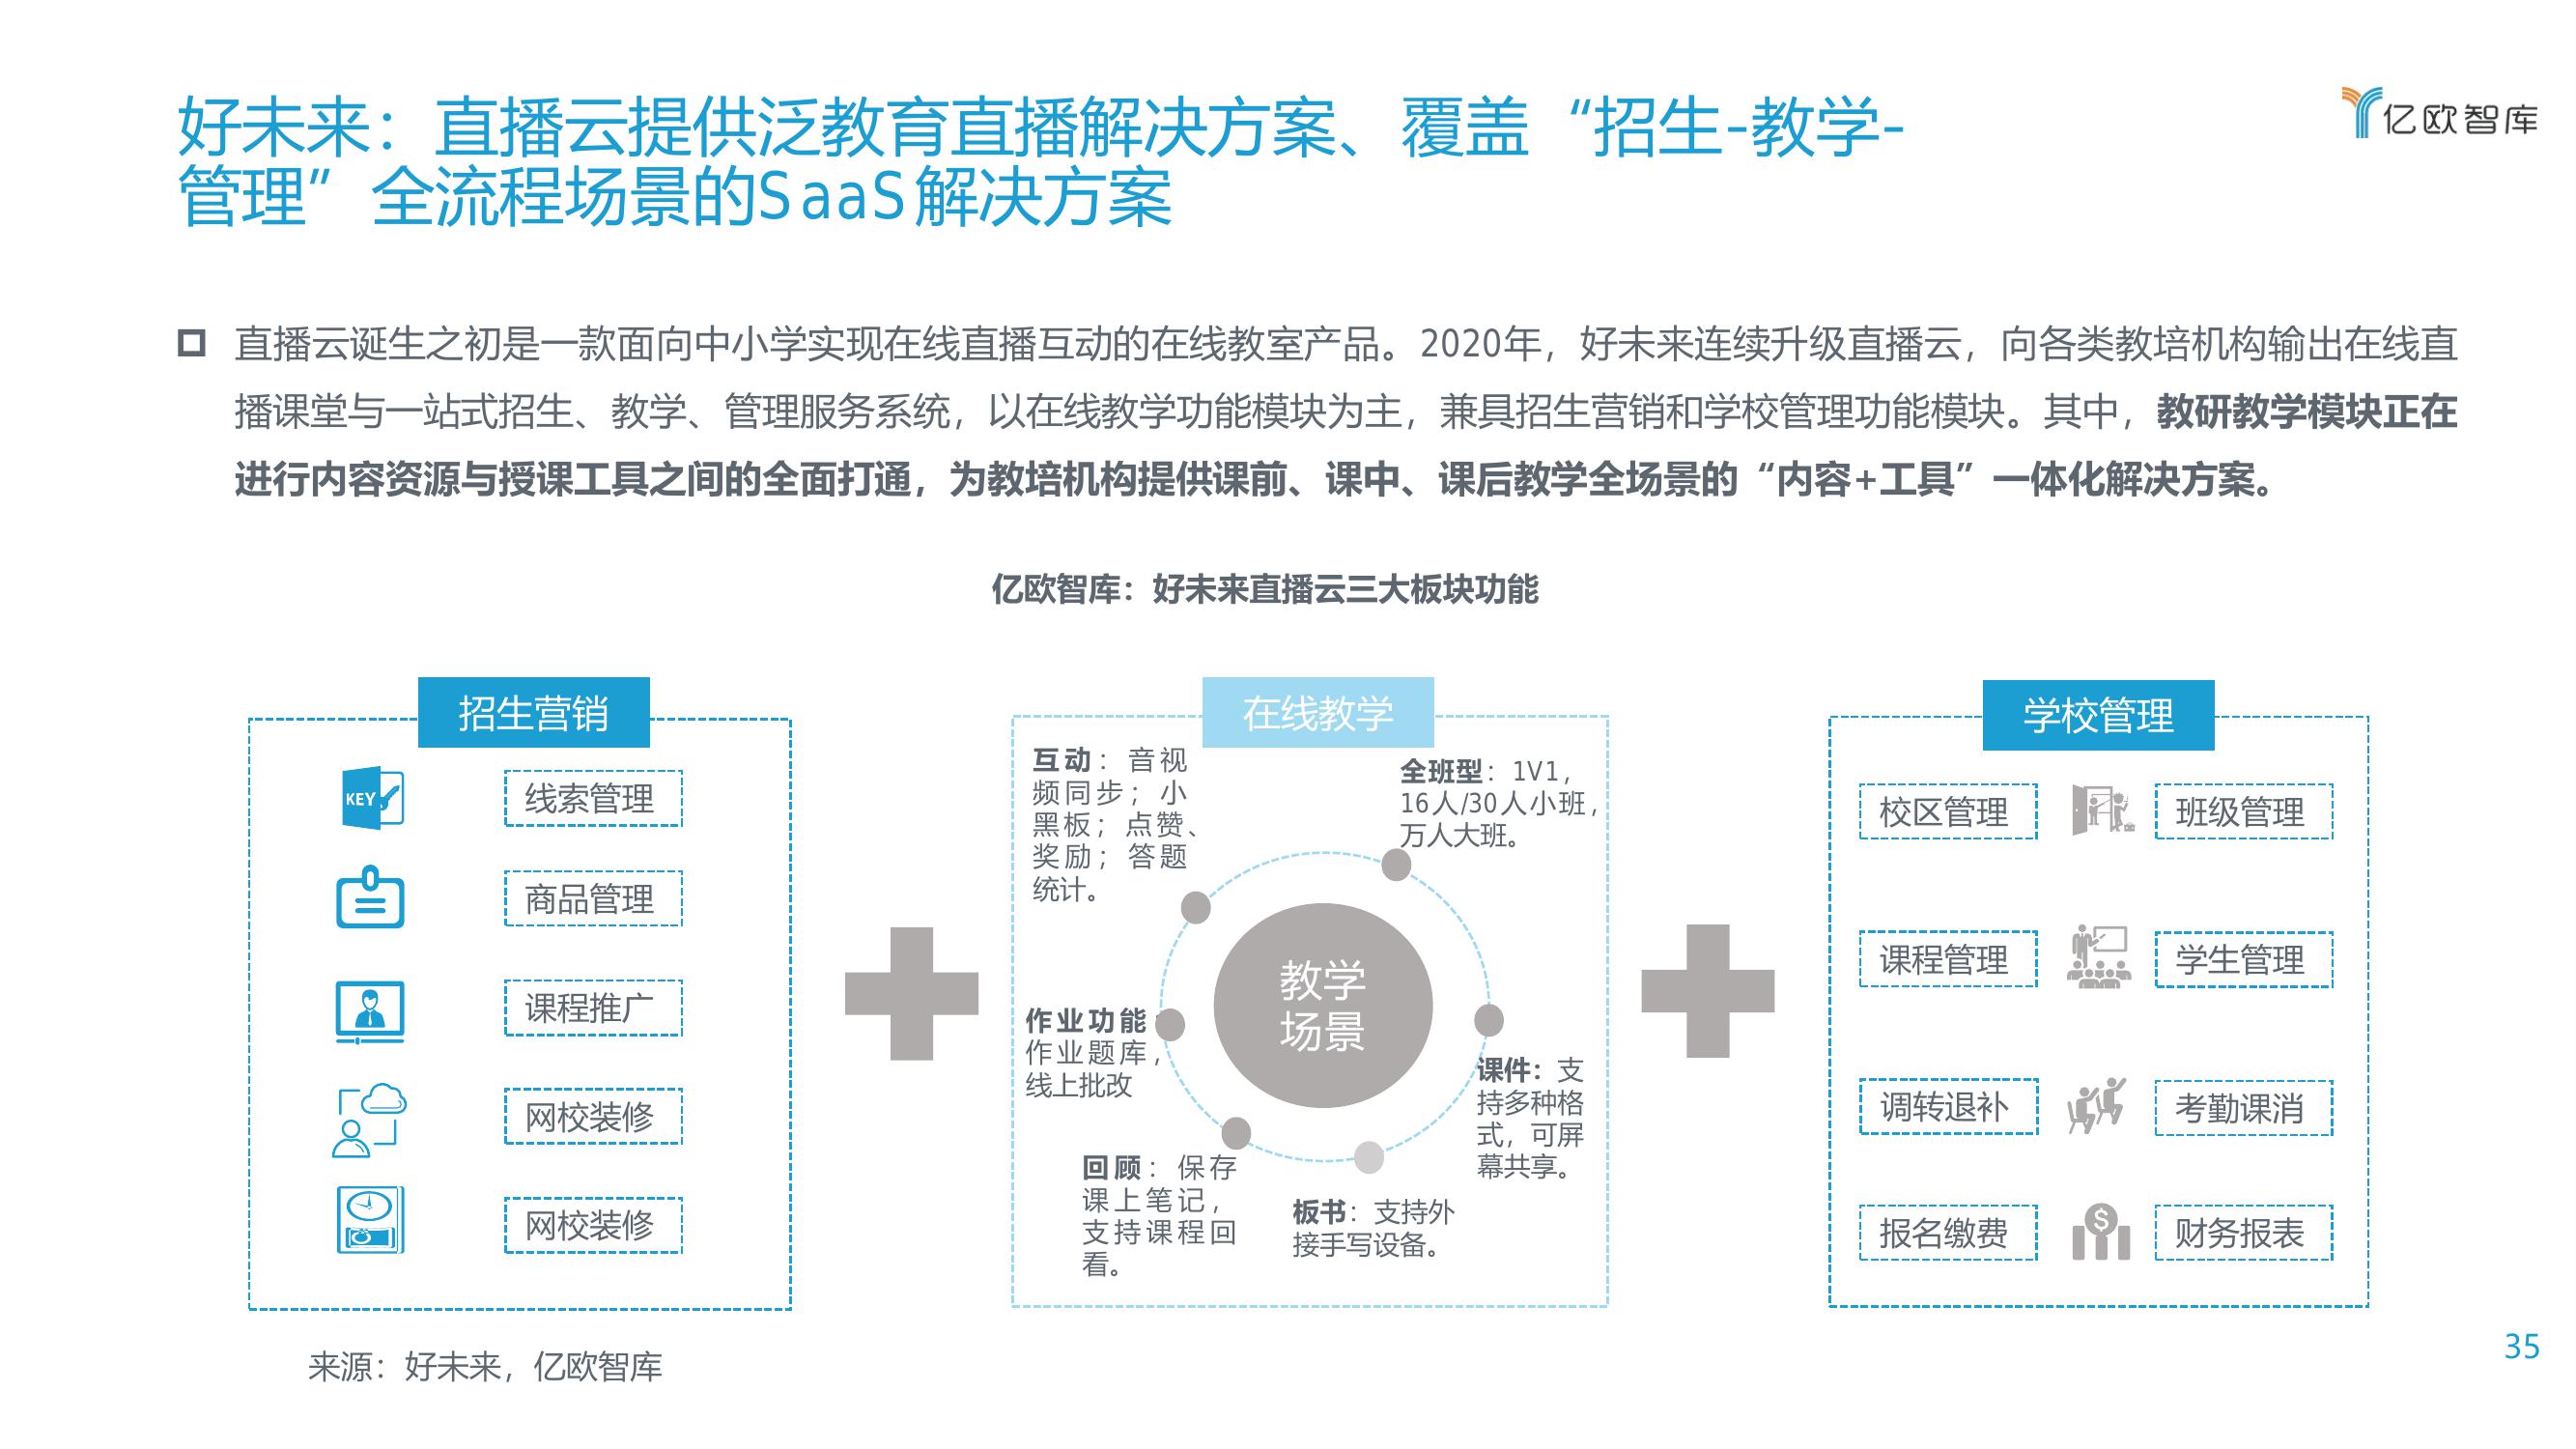 好未来：直播云提供泛教育直播解决方案、覆盖“招生-教学-
管理”全流程场景的SaaS解决方案
亿欧智库
直播云诞生之初是一款面向中小学实现在线直播互动的在线教室产品。2020年，好未来连续升级直播云，向各类教培机构输出在线直
播课堂与一站式招生、教学、管理服务系统，以在线教学功能模块为主，兼具招生营销和学校管理功能模块。其中，教研教学模块正在
进行内容资源与授课工具之间的全面打通，为教培机构提供课前、课中、课后教学全场景的“内容+工具”一体化解决方案。
亿欧智库：好未来直播云三大板块功能
招生营销
KEY
线索管理
商品管理
课程推广
网校装修
网校装修
在线教学
互动：音视
频同步；小
黑板；点赞、
奖励；答题
统计。
全班型：1V1，
16人/30人小班，
万人大班。
教学
场景
作业功能：
作业题库，
线上批改
课件：支
持多种格
式，可屏
幕共享。
回顾：保存
课上笔记，
支持课程回
看。
板书：支持外
接手写设备。
学校管理
校区管理
班级管理
课程管理
学生管理
调转退补
考勤课消
报名缴费
$
财务报表
来源：好未来，亿欧智库
35